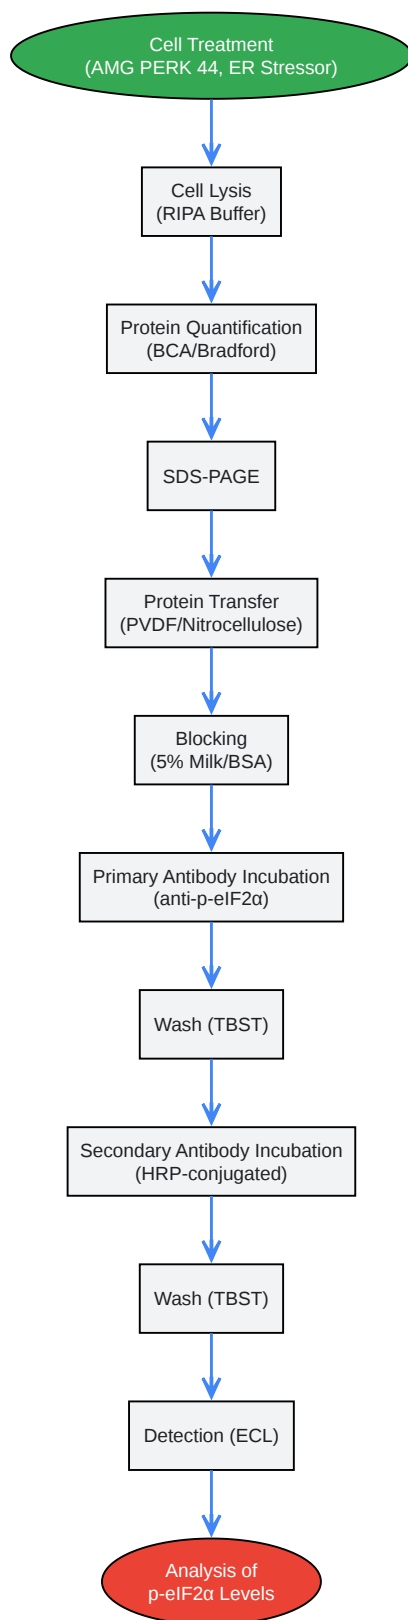 Cell Treatment
(AMG PERK 44, ER Stressor)
Cell Lysis
(RIPA Buffer)
Protein Quantification
(BCA/Bradford)
SDS-PAGE
Protein Transfer
(PVDF/Nitrocellulose)
Blocking
(5% Milk/BSA)
Primary Antibody Incubation
(anti-p-eIF2α)
Wash (TBST)
Secondary Antibody Incubation
(HRP-conjugated)
Wash (TBST)
Detection (ECL)
Analysis of
p-eIF2α Levels